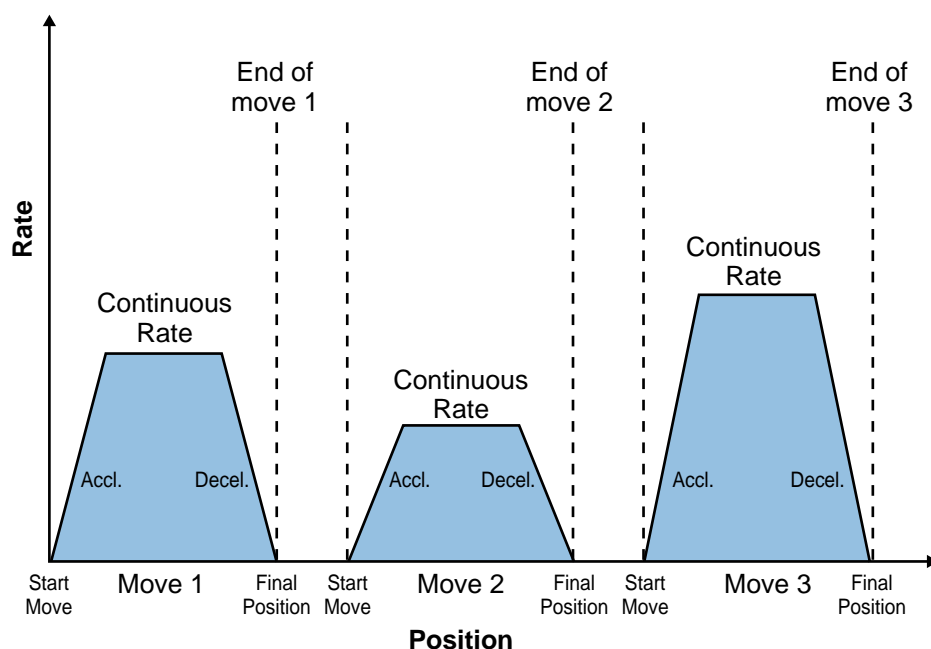 End of
move 1
End of
move 2
End of
move 3
Rate
Continuous
Rate
Continuous
Rate
Continuous
Rate
Accl.
Decel.
Accl.
Decel.
Accl.
Decel.
Start
Move
Move 1
Final
Position
Start
Move
Move 2
Final
Position
Start
Move
Move 3
Final
Position
Position